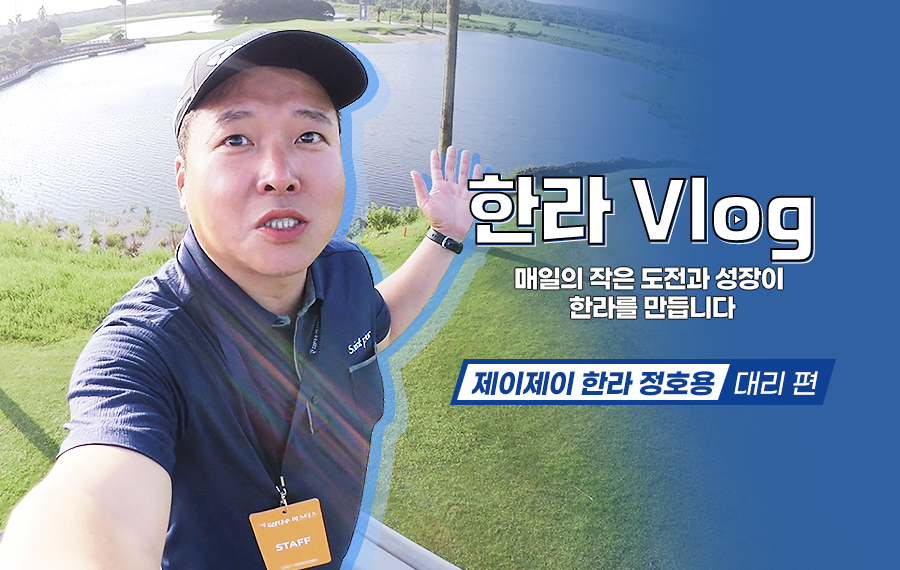 한라 Vlog
매일의 작은 도전과 성장이
한라를 만듭니다
제이제이 한라 정호용 대리 편
STAFF